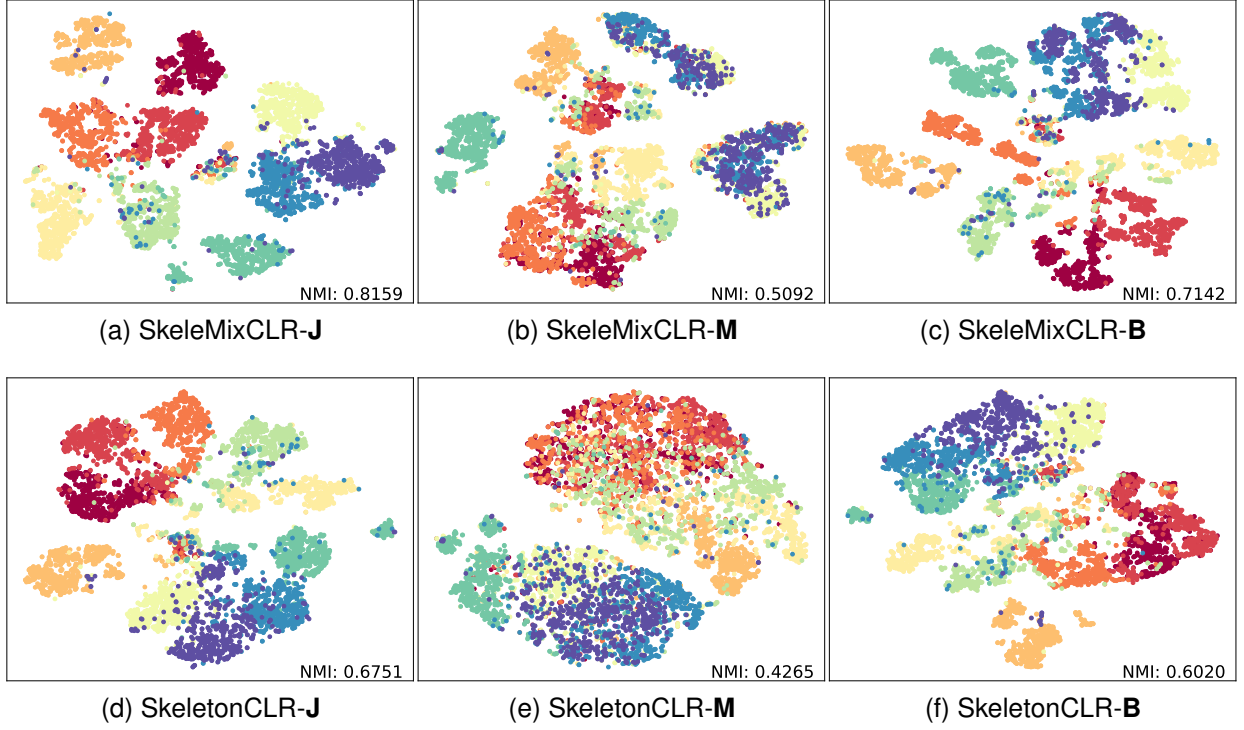 NMI: 0.8159
NMI: 0.5092
NMI: 0.7142
(a) SkeleMixCLR-J
(b) SkeleMixCLR-M
(c) SkeleMixCLR-B
NMI: 0.6751
NMI: 0.4265
NMI: 0.6020
(d) SkeletonCLR-J
(e) SkeletonCLR-M
(f) SkeletonCLR-B